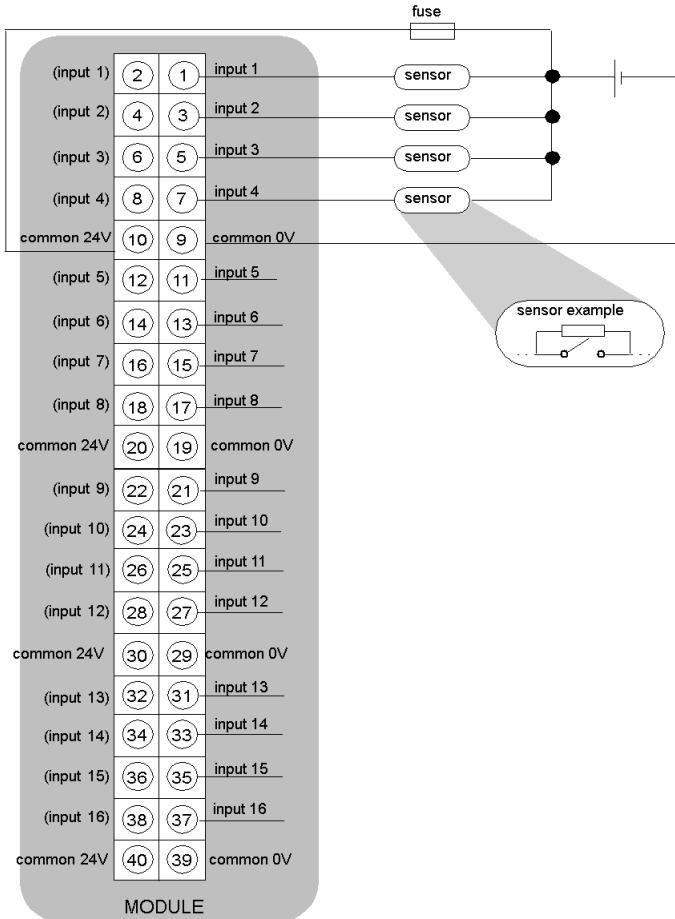 fuse
(input 1) 2 1 input 1 sensor
(input 2) 4 3 input 2 sensor
(input 3) 6 5 input 3 sensor
(input 4) 8 7 input 4 sensor
common 24V 10 9 common 0V
(input 5) 12 11 input 5
sensor example
(input 6) 14 13 input 6
(input 7) 16 15 input 7
(input 8) 18 17 input 8
common 24V 20 19 common 0V
(input 9) 22 21 input 9
(input 10) 24 23 input 10
(input 11) 26 25 input 11
(input 12) 28 27 input 12
common 24V 30 29 common 0V
(input 13) 32 31 input 13
(input 14) 34 33 input 14
(input 15) 36 35 input 15
(input 16) 38 37 input 16
common 24V 40 39 common 0V
MODULE